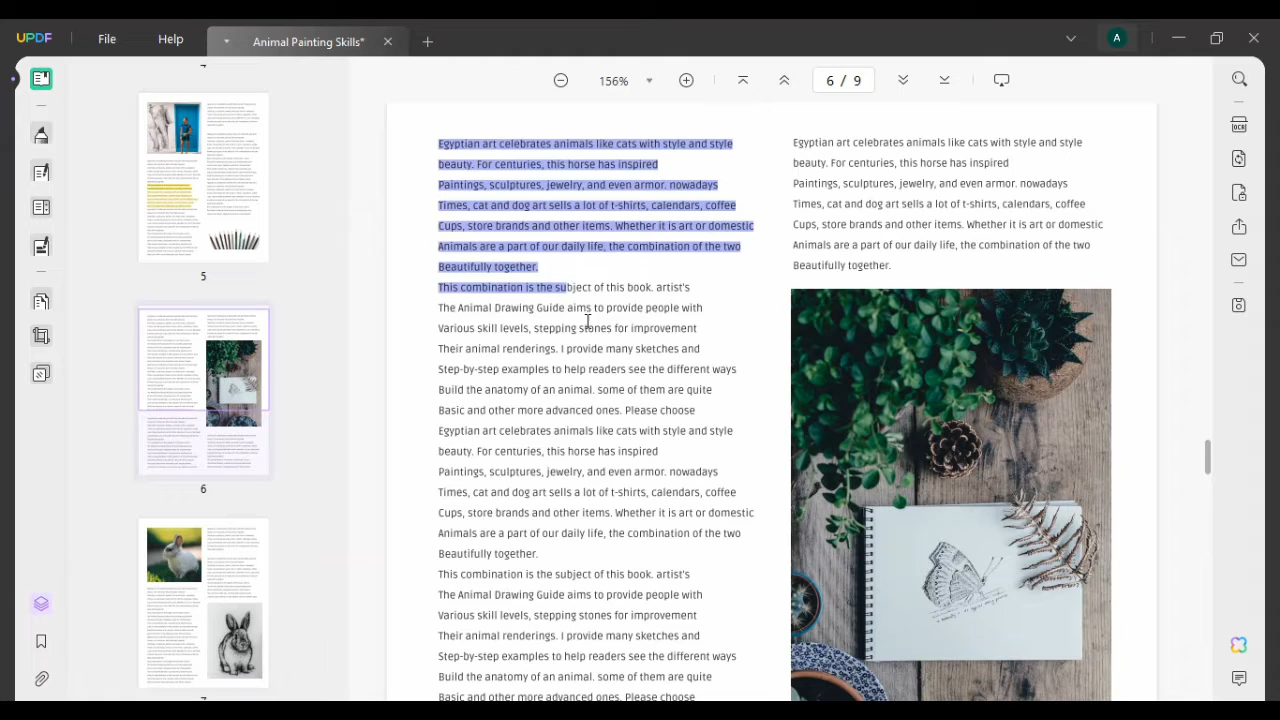 UPDF
File
Help
Animal Painting Skills*
A
156%
6 / 9
5
6
7
Egyptian art celebrated animals like cats with style and style
beauty. For centuries, this horse has inspired
Paintings, sculptures, jewelry, and even modern nowadays
Times, cat and dog art sells a lot of t-shirts, calendars, coffee
Cups, store brands and other items. Whether it is art or domestic
Animals are a part of our daily life, the combination of the two
Beautifully together.
This combination is the subject of this book. artist's
The Animal Drawing Guide aims to provide people with
Various skill levels, stepping stones for improvement
Their animal renderings. I provide many sketches and
Step-by-step examples to help readers see the different ways
Build the anatomy of an animal. some of them are quite
Basic and other more advanced ones. Please choose
Egyptian art celebrated animals like cats with style and style
beauty. For centuries, this horse has inspired
Paintings, sculptures, jewelry, and even modern nowadays
Times, cat and dog art sells a lot of t-shirts, calendars, coffee
Cups, store brands and other items. Whether it is art or domestic
Animals are a part of our daily life, the combination of the two
Beautifully together.
This combination is the subject of this book. artist's
The Animal Drawing Guide aims to provide people with
Various skill levels, stepping stones for improvement
Their animal renderings. I provide many sketches and
Step-by-step examples to help readers see the different ways
Build the anatomy of an animal. some of them are quite
Basic and other more advanced ones. Please choose
Egyptian art celebrated animals like cats with style and style
beauty. For centuries, this horse has inspired
Paintings, sculptures, jewelry, and even modern nowadays
Times, cat and dog art sells a lot of t-shirts, calendars, coffee
Cups, store brands and other items. Whether it is art or domestic
Animals are a part of our daily life, the combination of the two
Beautifully together.